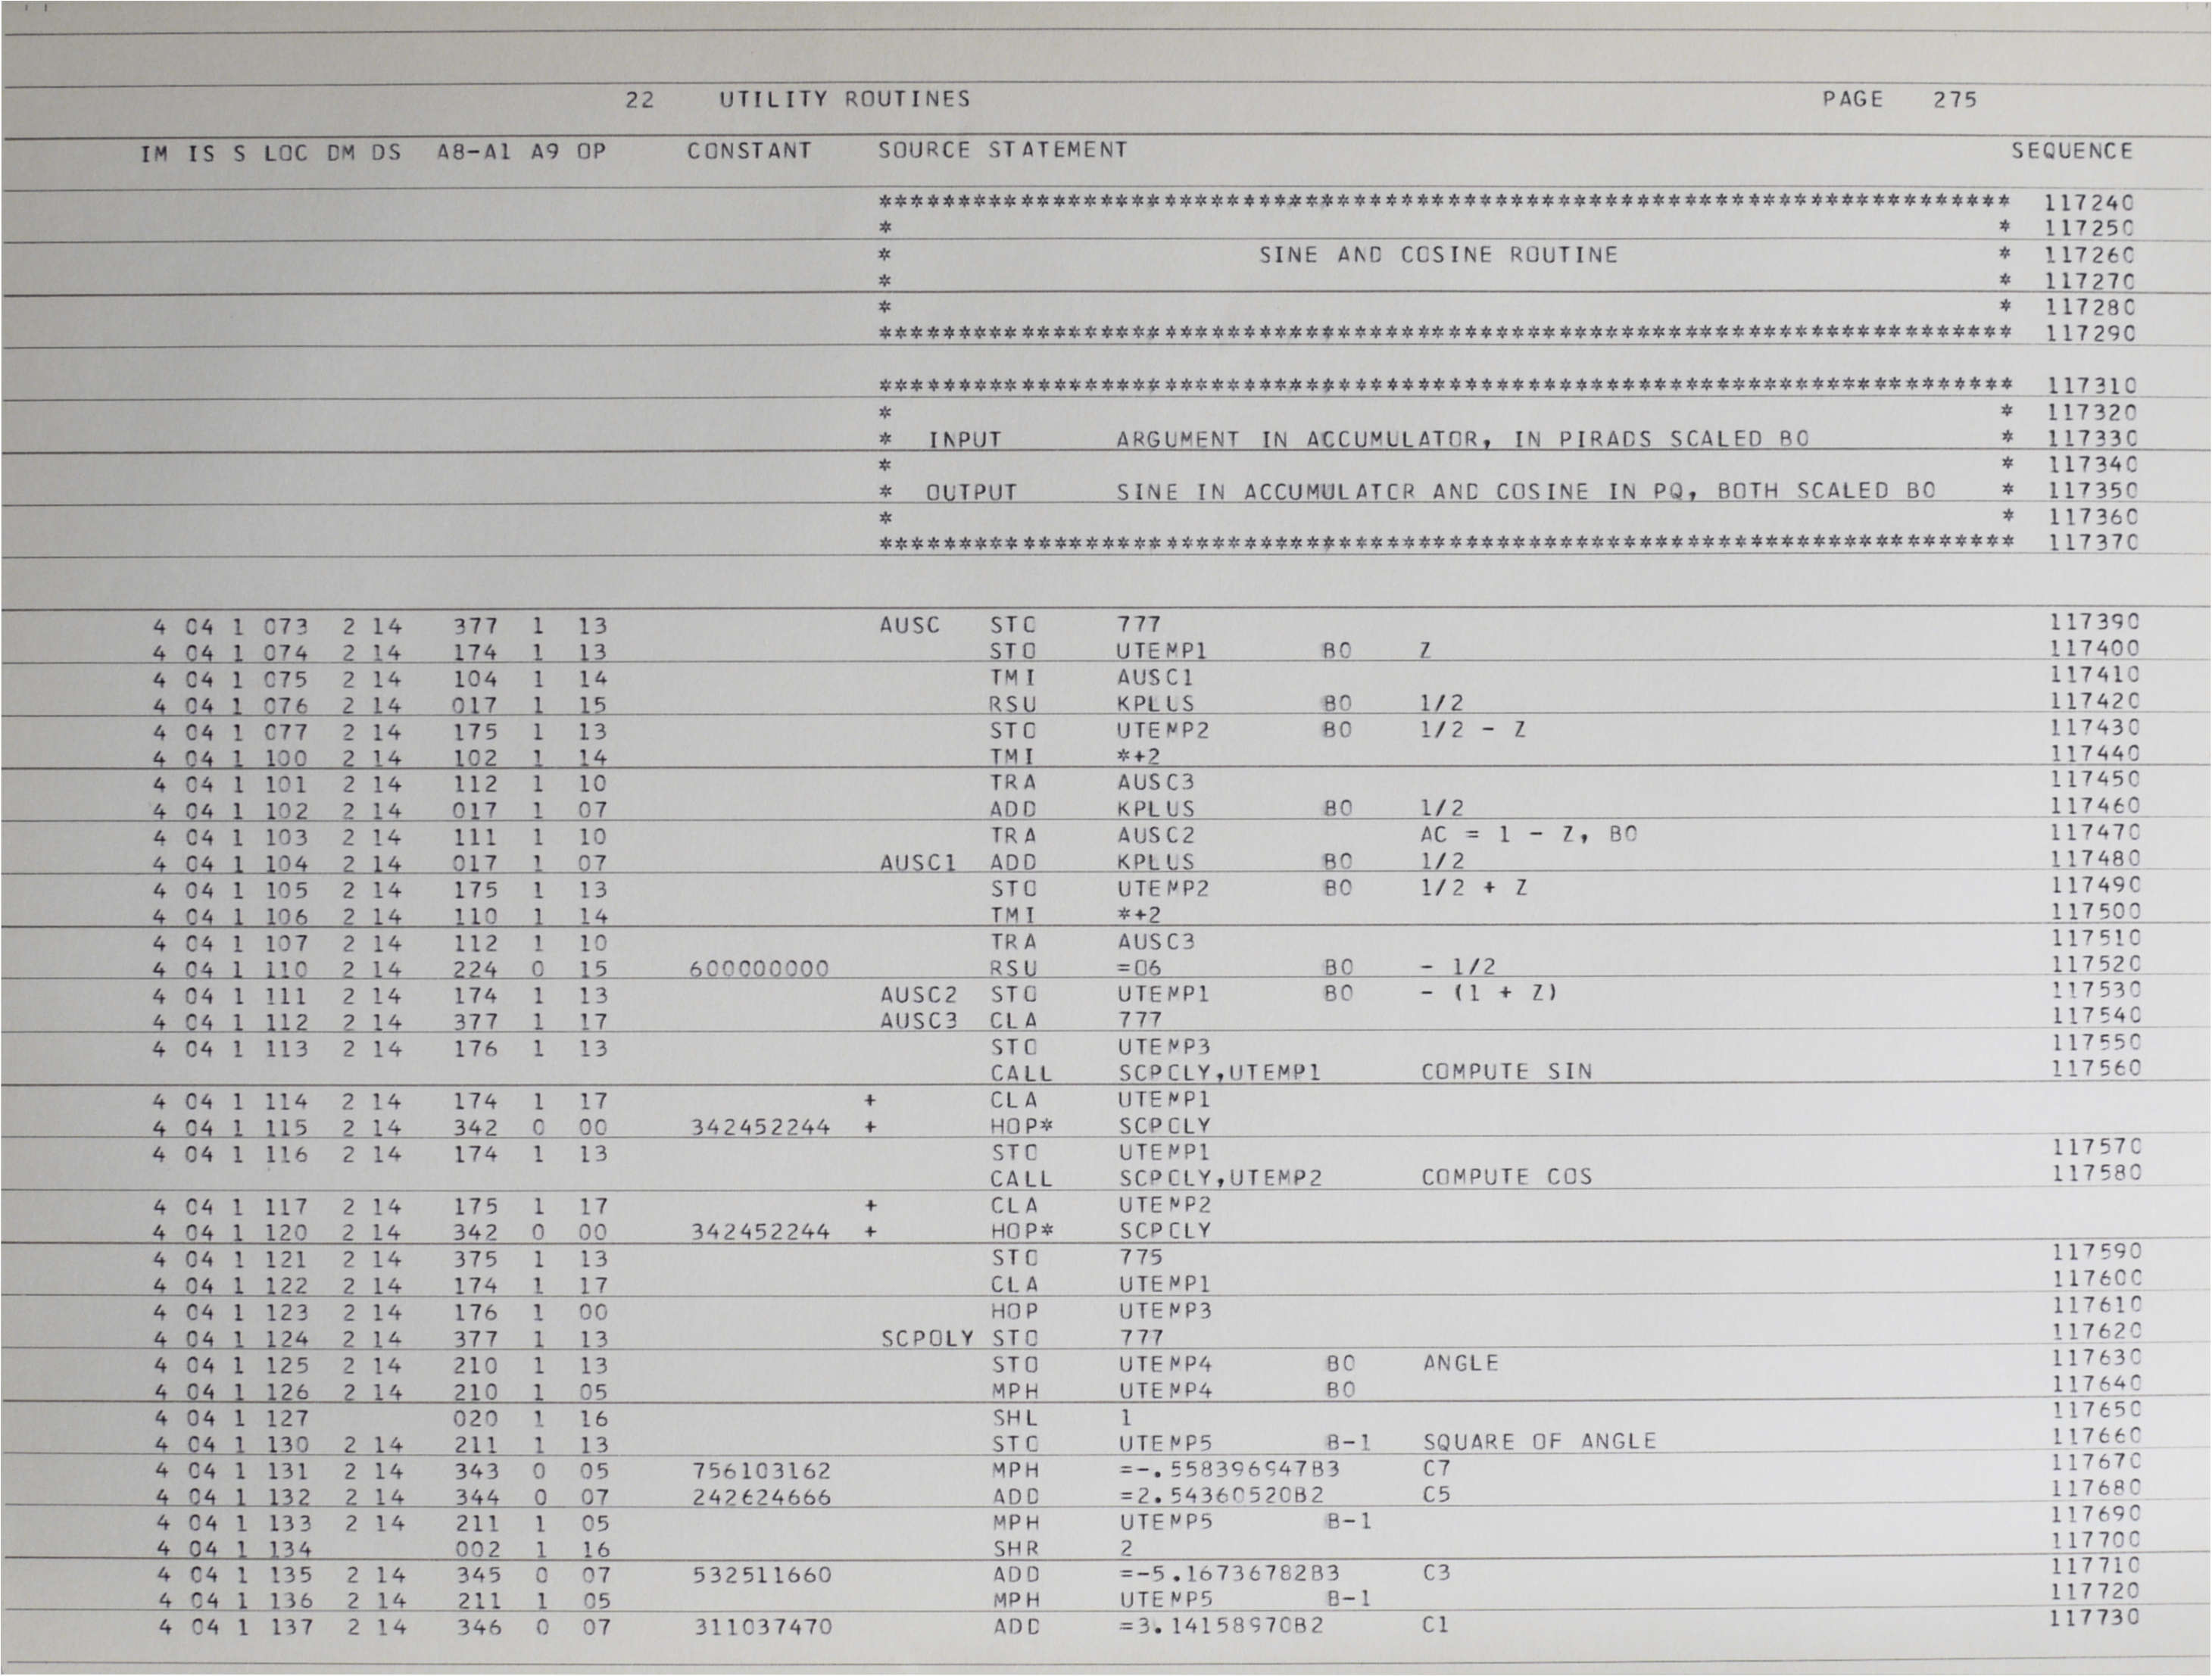 22 UTILITY ROUTINES PAGE 275
IM IS S LOC DM DS A8-A1 A9 OP CONSTANT SOURCE STATEMENT SEQUENCE
************************************************************************ 117240
* * 117250
* SINE AND COSINE ROUTINE * 117260
* * 117270
* * 117280
************************************************************************ 117290
************************************************************************ 117310
* * 117320
* INPUT ARGUMENT IN ACCUMULATOR, IN PIRADS SCALED B0 * 117330
* * 117340
* OUTPUT SINE IN ACCUMULATOR AND COSINE IN PQ, BOTH SCALED B0 * 117350
* * 117360
************************************************************************ 117370
4 04 1 073 2 14 377 1 13 AUSC STO 777 117390
4 04 1 074 2 14 174 1 13 STO UTEMP1 B0 Z 117400
4 04 1 075 2 14 104 1 14 TMI AUSC1 117410
4 04 1 076 2 14 017 1 15 RSU KPLUS B0 1/2 117420
4 04 1 077 2 14 175 1 13 STO UTEMP2 B0 1/2 - Z 117430
4 04 1 100 2 14 102 1 14 TMI *+2 117440
4 04 1 101 2 14 112 1 10 TRA AUSC3 117450
4 04 1 102 2 14 017 1 07 ADD KPLUS B0 1/2 117460
4 04 1 103 2 14 111 1 10 TRA AUSC2 AC = 1 - Z, B0 117470
4 04 1 104 2 14 017 1 07 AUSC1 ADD KPLUS B0 1/2 117480
4 04 1 105 2 14 175 1 13 STO UTEMP2 B0 1/2 + Z 117490
4 04 1 106 2 14 110 1 14 TMI *+2 117500
4 04 1 107 2 14 112 1 10 TRA AUSC3 117510
4 04 1 110 2 14 224 0 15 600000000 RSU =O6 B0 - 1/2 117520
4 04 1 111 2 14 174 1 13 AUSC2 STO UTEMP1 B0 - (1 + Z) 117530
4 04 1 112 2 14 377 1 17 AUSC3 CLA 777 117540
4 04 1 113 2 14 176 1 13 STO UTEMP3 117550
CALL SCPOLY,UTEMP1 COMPUTE SIN 117560
4 04 1 114 2 14 174 1 17 + CLA UTEMP1
4 04 1 115 2 14 342 0 00 342452244 + HOP* SCPOLY
4 04 1 116 2 14 174 1 13 STO UTEMP1 117570
CALL SCPOLY,UTEMP2 COMPUTE COS 117580
4 04 1 117 2 14 175 1 17 + CLA UTEMP2
4 04 1 120 2 14 342 0 00 342452244 + HOP* SCPOLY
4 04 1 121 2 14 375 1 13 STO 775 117590
4 04 1 122 2 14 174 1 17 CLA UTEMP1 117600
4 04 1 123 2 14 176 1 00 HOP UTEMP3 117610
4 04 1 124 2 14 377 1 13 SCPOLY STO 777 117620
4 04 1 125 2 14 210 1 13 STO UTEMP4 B0 ANGLE 117630
4 04 1 126 2 14 210 1 05 MPH UTEMP4 B0 117640
4 04 1 127 020 1 16 SHL 1 117650
4 04 1 130 2 14 211 1 13 STO UTEMP5 B-1 SQUARE OF ANGLE 117660
4 04 1 131 2 14 343 0 05 756103162 MPH =-.558396947B3 C7 117670
4 04 1 132 2 14 344 0 07 242624666 ADD =2.54360520B2 C5 117680
4 04 1 133 2 14 211 1 05 MPH UTEMP5 B-1 117690
4 04 1 134 002 1 16 SHR 2 117700
4 04 1 135 2 14 345 0 07 532511660 ADD =-5.16736782B3 C3 117710
4 04 1 136 2 14 211 1 05 MPH UTEMP5 B-1 117720
4 04 1 137 2 14 346 0 07 311037470 ADD =3.14158970B2 C1 117730